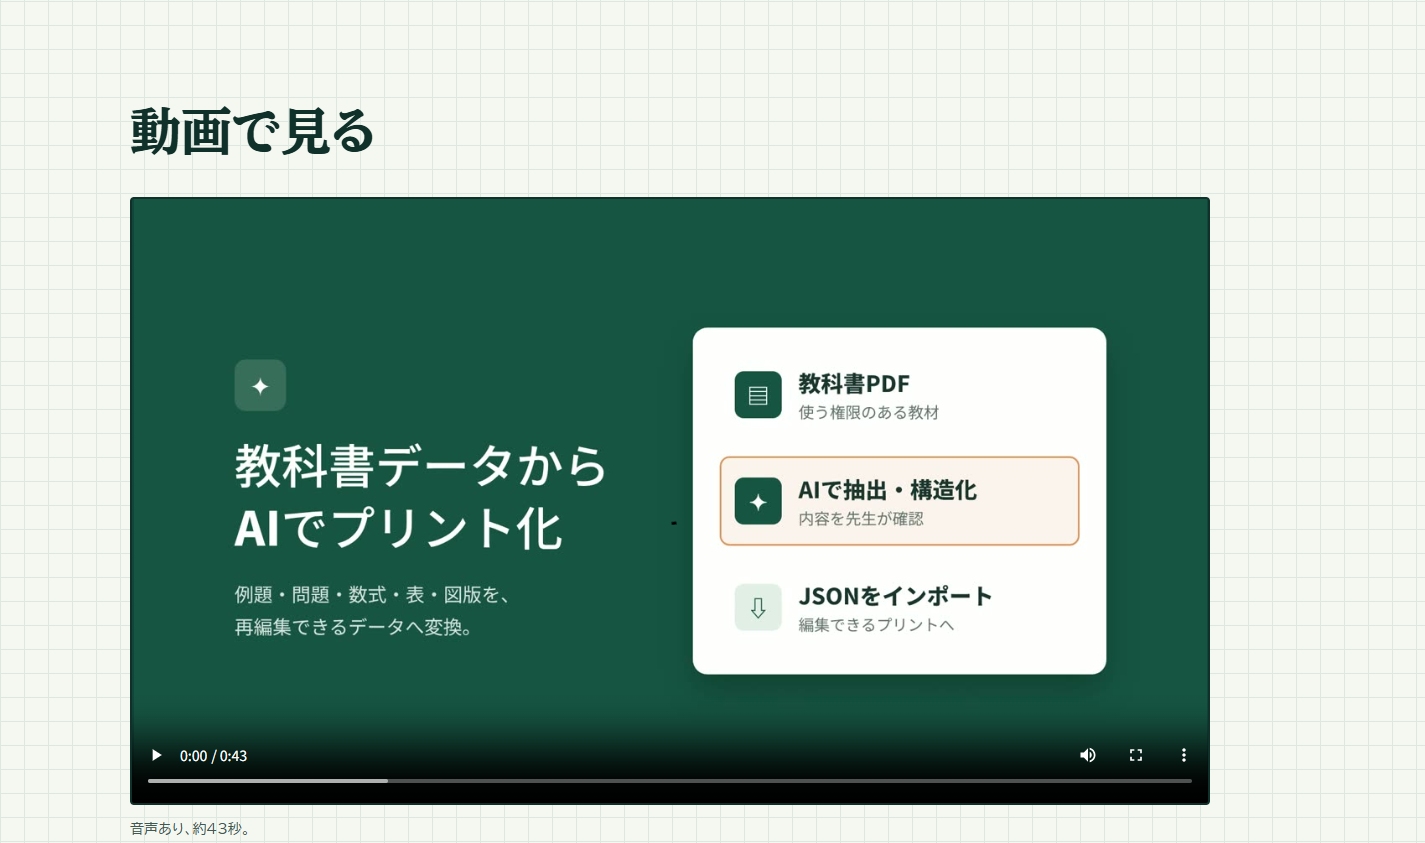 動画で見る
教科書データから
AIでプリント化
例題・問題・数式・表・図版を、
再編集できるデータへ変換。
教科書PDF
使う権限のある教材
AIで抽出・構造化
内容を先生が確認
JSONをインポート
編集できるプリントへ
0:00 / 0:43
音声あり、約43秒。